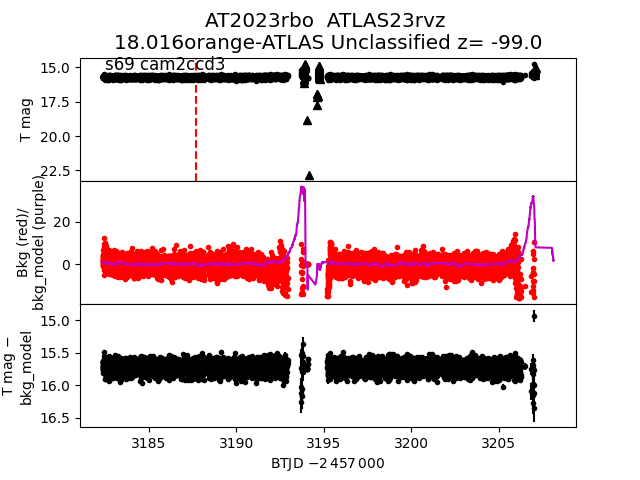 AT2023rbo  ATLAS23rvz
18.016orange-ATLAS Unclassified z= -99.0
s69 cam2ccd3
T mag
15.0
17.5
20.0
22.5
Bkg (red)/
bkg_model (purple)
20
0
T mag −
bkg_model
15.0
15.5
16.0
16.5
3185
3190
3195
3200
3205
BTJD −2 457 000